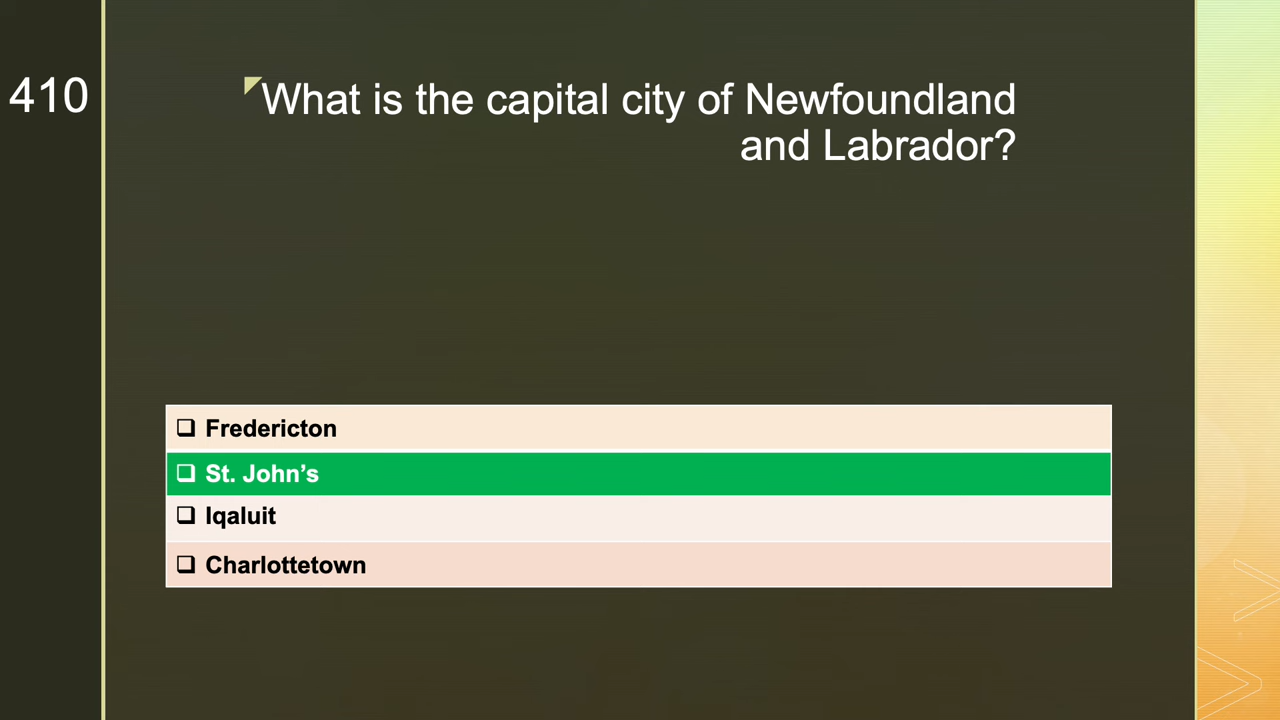 410
What is the capital city of Newfoundland
and Labrador?
❑ Fredericton
❑ St. John’s
❑ Iqaluit
❑ Charlottetown